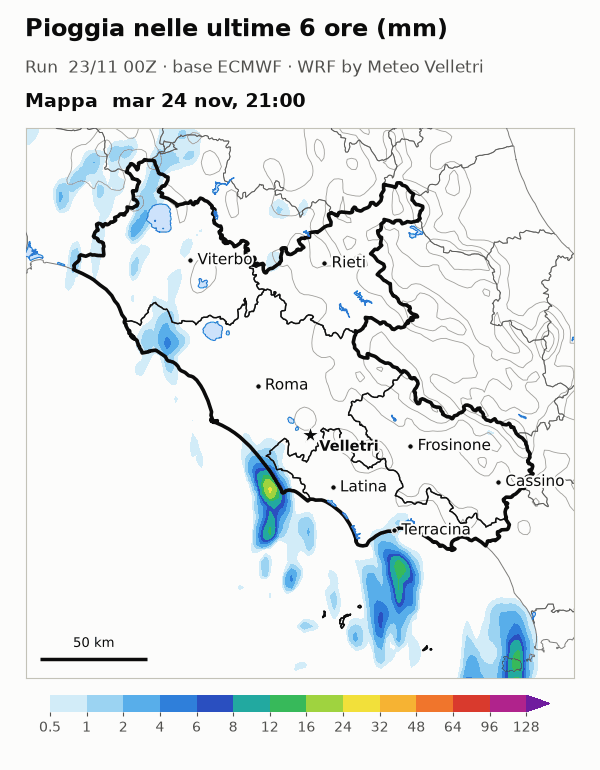 Pioggia nelle ultime 6 ore (mm)
Run  23/11 00Z · base ECMWF · WRF by Meteo Velletri
Mappa  mar 24 nov, 21:00
Viterbo
Rieti
Roma
Velletri
Frosinone
Cassino
Latina
Terracina
50 km
0.5 1 2 4 6 8 12 16 24 32 48 64 96 128